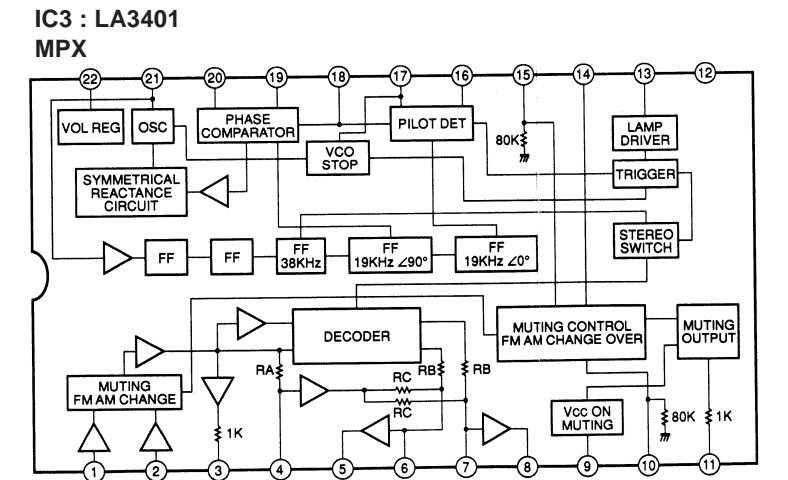 IC3 : LA3401
MPX
22 21 20 19 18 17 16 15 14 13 12
VOL REG
OSC
PHASE
COMPARATOR
PILOT DET
80K
LAMP
DRIVER
VCO
STOP
TRIGGER
SYMMETRICAL
REACTANCE
CIRCUIT
STEREO
SWITCH
FF
FF
FF
38KHz
FF
19KHz ∠90°
FF
19KHz ∠0°
DECODER
MUTING CONTROL
FM AM CHANGE OVER
MUTING
OUTPUT
RA
RB
RB
MUTING
FM AM CHANGE
RC
RC
1K
VCC ON
MUTING
80K
1K
1 2 3 4 5 6 7 8 9 10 11